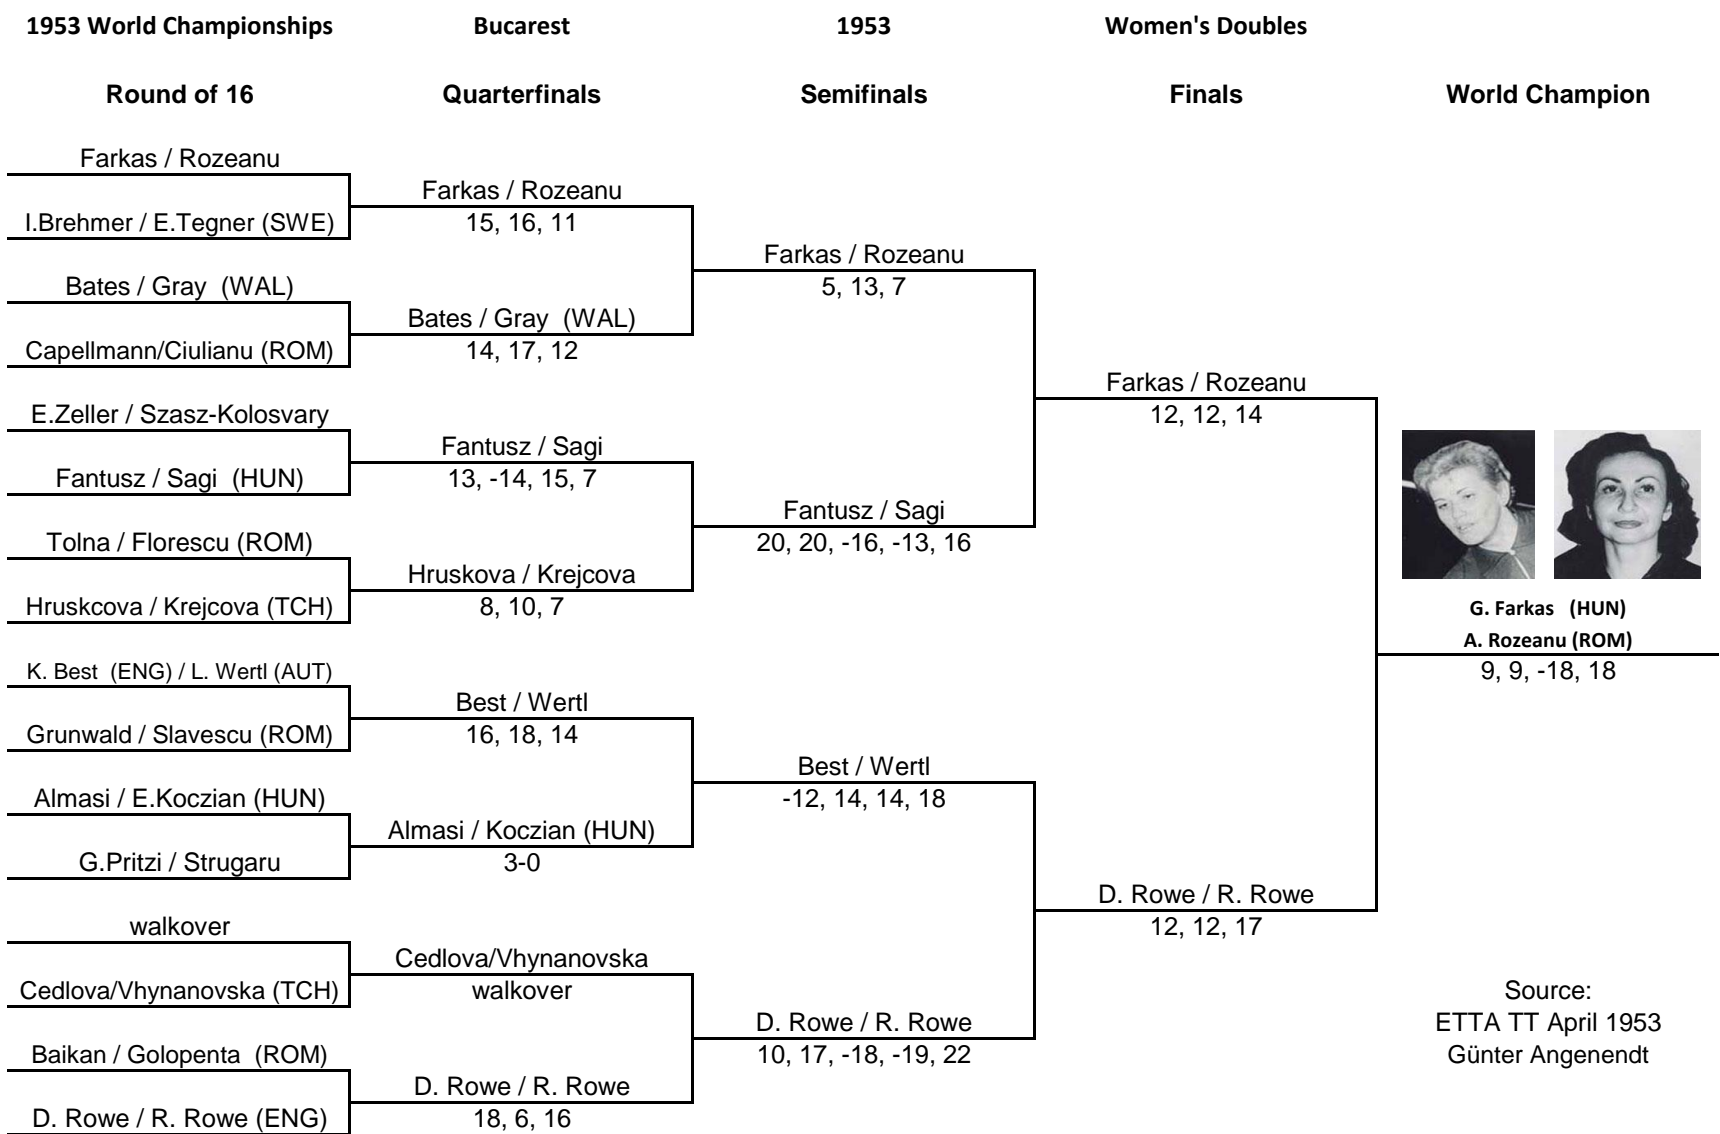 1953 World Championships Bucarest 1953 Women's Doubles
Round of 16 Quarterfinals Semifinals Finals World Champion
Farkas / Rozeanu
Farkas / Rozeanu
I.Brehmer / E.Tegner (SWE)
15, 16, 11
Farkas / Rozeanu
Bates / Gray (WAL)
5, 13, 7
Bates / Gray (WAL)
Capellmann/Ciulianu (ROM)
14, 17, 12
Farkas / Rozeanu
E.Zeller / Szasz-Kolosvary
12, 12, 14
Fantusz / Sagi
Fantusz / Sagi (HUN)
13, -14, 15, 7
Fantusz / Sagi
Tolna / Florescu (ROM)
20, 20, -16, -13, 16
Hruskova / Krejcova
Hruskcova / Krejcova (TCH)
8, 10, 7
G. Farkas (HUN)
A. Rozeanu (ROM)
K. Best (ENG) / L. Wertl (AUT)
9, 9, -18, 18
Best / Wertl
Grunwald / Slavescu (ROM)
16, 18, 14
Best / Wertl
Almasi / E.Koczian (HUN)
-12, 14, 14, 18
Almasi / Koczian (HUN)
G.Pritzi / Strugaru
3-0
D. Rowe / R. Rowe
walkover
12, 12, 17
Cedlova/Vhynanovska
Cedlova/Vhynanovska (TCH)
walkover
Source:
D. Rowe / R. Rowe
ETTA TT April 1953
Baikan / Golopenta (ROM)
10, 17, -18, -19, 22
Günter Angenendt
D. Rowe / R. Rowe
D. Rowe / R. Rowe (ENG)
18, 6, 16